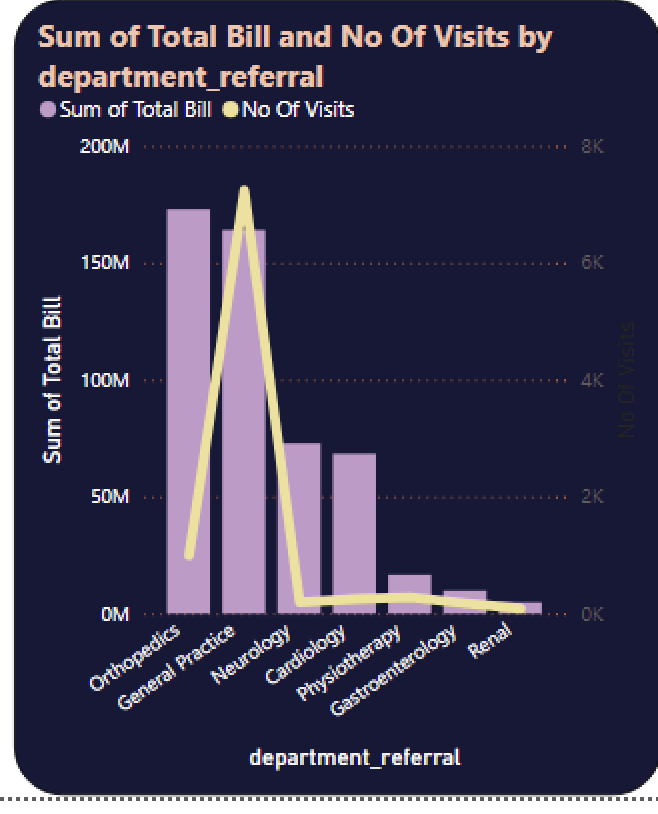 Sum of Total Bill and No Of Visits by
department_referral
Sum of Total Bill No Of Visits
200M 8K
150M 6K
100M 4K
50M 2K
0M 0K
Sum of Total Bill
No Of Visits
Orthopedics
General Practice
Neurology
Cardiology
Physiotherapy
Gastroenterology
Renal
department_referral